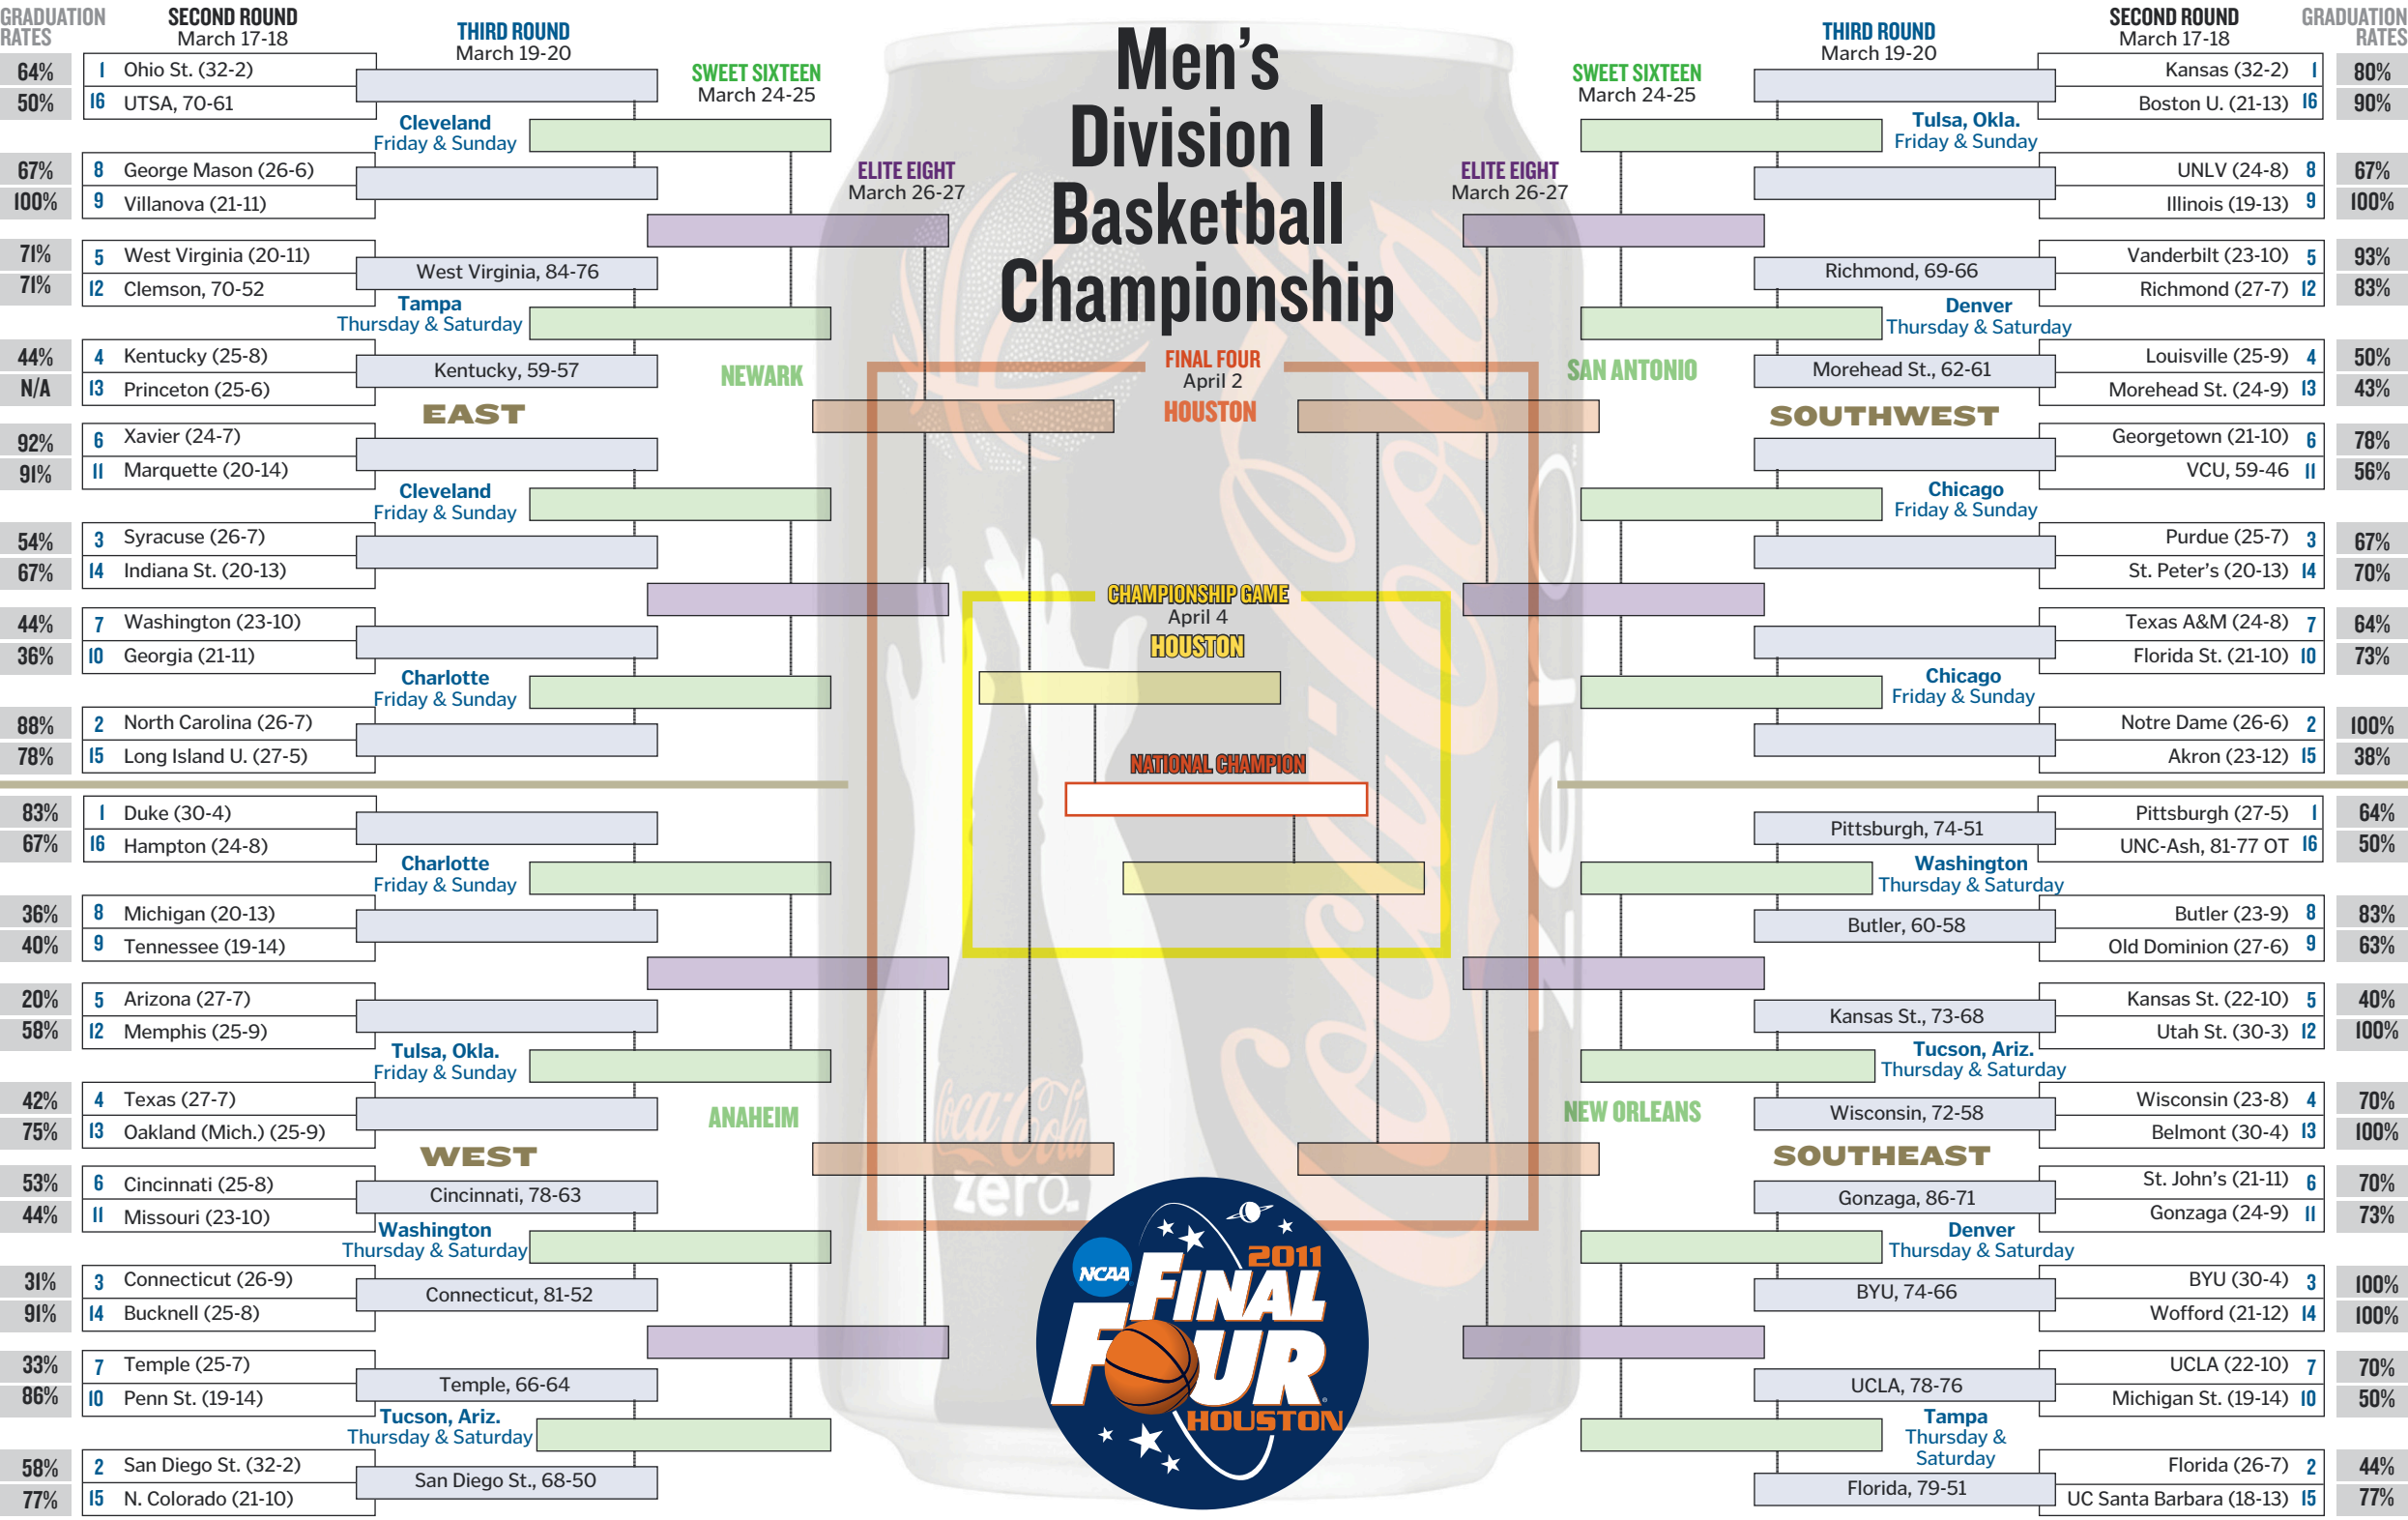 Men's
Division I
Basketball
Championship
GRADUATION
RATES
SECOND ROUND
March 17-18
THIRD ROUND
March 19-20
SWEET SIXTEEN
March 24-25
ELITE EIGHT
March 26-27
64% 1 Ohio St. (32-2)
50% 16 UTSA, 70-61
Cleveland
Friday & Sunday
67% 8 George Mason (26-6)
100% 9 Villanova (21-11)
71% 5 West Virginia (20-11)
71% 12 Clemson, 70-52
West Virginia, 84-76
Tampa
Thursday & Saturday
44% 4 Kentucky (25-8)
N/A 13 Princeton (25-6)
Kentucky, 59-57
NEWARK
EAST
92% 6 Xavier (24-7)
91% 11 Marquette (20-14)
Cleveland
Friday & Sunday
54% 3 Syracuse (26-7)
67% 14 Indiana St. (20-13)
44% 7 Washington (23-10)
36% 10 Georgia (21-11)
Charlotte
Friday & Sunday
88% 2 North Carolina (26-7)
78% 15 Long Island U. (27-5)
83% 1 Duke (30-4)
67% 16 Hampton (24-8)
Charlotte
Friday & Sunday
36% 8 Michigan (20-13)
40% 9 Tennessee (19-14)
20% 5 Arizona (27-7)
58% 12 Memphis (25-9)
Tulsa, Okla.
Friday & Sunday
42% 4 Texas (27-7)
75% 13 Oakland (Mich.) (25-9)
ANAHEIM
WEST
53% 6 Cincinnati (25-8)
44% 11 Missouri (23-10)
Cincinnati, 78-63
Washington
Thursday & Saturday
31% 3 Connecticut (26-9)
91% 14 Bucknell (25-8)
Connecticut, 81-52
33% 7 Temple (25-7)
86% 10 Penn St. (19-14)
Temple, 66-64
Tucson, Ariz.
Thursday & Saturday
58% 2 San Diego St. (32-2)
77% 15 N. Colorado (21-10)
San Diego St., 68-50
FINAL FOUR
April 2
HOUSTON
CHAMPIONSHIP GAME
April 4
HOUSTON
NATIONAL CHAMPION
Coca-Cola
zero
Coca-Cola
zero
NCAA
2011
FINAL
FOUR
HOUSTON
ELITE EIGHT
March 26-27
SWEET SIXTEEN
March 24-25
THIRD ROUND
March 19-20
SECOND ROUND
March 17-18
GRADUATION
RATES
Kansas (32-2) 1 80%
Boston U. (21-13) 16 90%
Tulsa, Okla.
Friday & Sunday
UNLV (24-8) 8 67%
Illinois (19-13) 9 100%
Vanderbilt (23-10) 5 93%
Richmond (27-7) 12 83%
Richmond, 69-66
Denver
Thursday & Saturday
Louisville (25-9) 4 50%
Morehead St. (24-9) 13 43%
Morehead St., 62-61
SAN ANTONIO
SOUTHWEST
Georgetown (21-10) 6 78%
VCU, 59-46 11 56%
Chicago
Friday & Sunday
Purdue (25-7) 3 67%
St. Peter's (20-13) 14 70%
Texas A&M (24-8) 7 64%
Florida St. (21-10) 10 73%
Chicago
Friday & Sunday
Notre Dame (26-6) 2 100%
Akron (23-12) 15 38%
Pittsburgh (27-5) 1 64%
UNC-Ash, 81-77 OT 16 50%
Pittsburgh, 74-51
Washington
Thursday & Saturday
Butler (23-9) 8 83%
Old Dominion (27-6) 9 63%
Butler, 60-58
Kansas St. (22-10) 5 40%
Utah St. (30-3) 12 100%
Kansas St., 73-68
Tucson, Ariz.
Thursday & Saturday
Wisconsin (23-8) 4 70%
Belmont (30-4) 13 100%
Wisconsin, 72-58
NEW ORLEANS
SOUTHEAST
St. John's (21-11) 6 70%
Gonzaga (24-9) 11 73%
Gonzaga, 86-71
Denver
Thursday & Saturday
BYU (30-4) 3 100%
Wofford (21-12) 14 100%
BYU, 74-66
UCLA (22-10) 7 70%
Michigan St. (19-14) 10 50%
UCLA, 78-76
Tampa
Thursday &
Saturday
Florida (26-7) 2 44%
UC Santa Barbara (18-13) 15 77%
Florida, 79-51